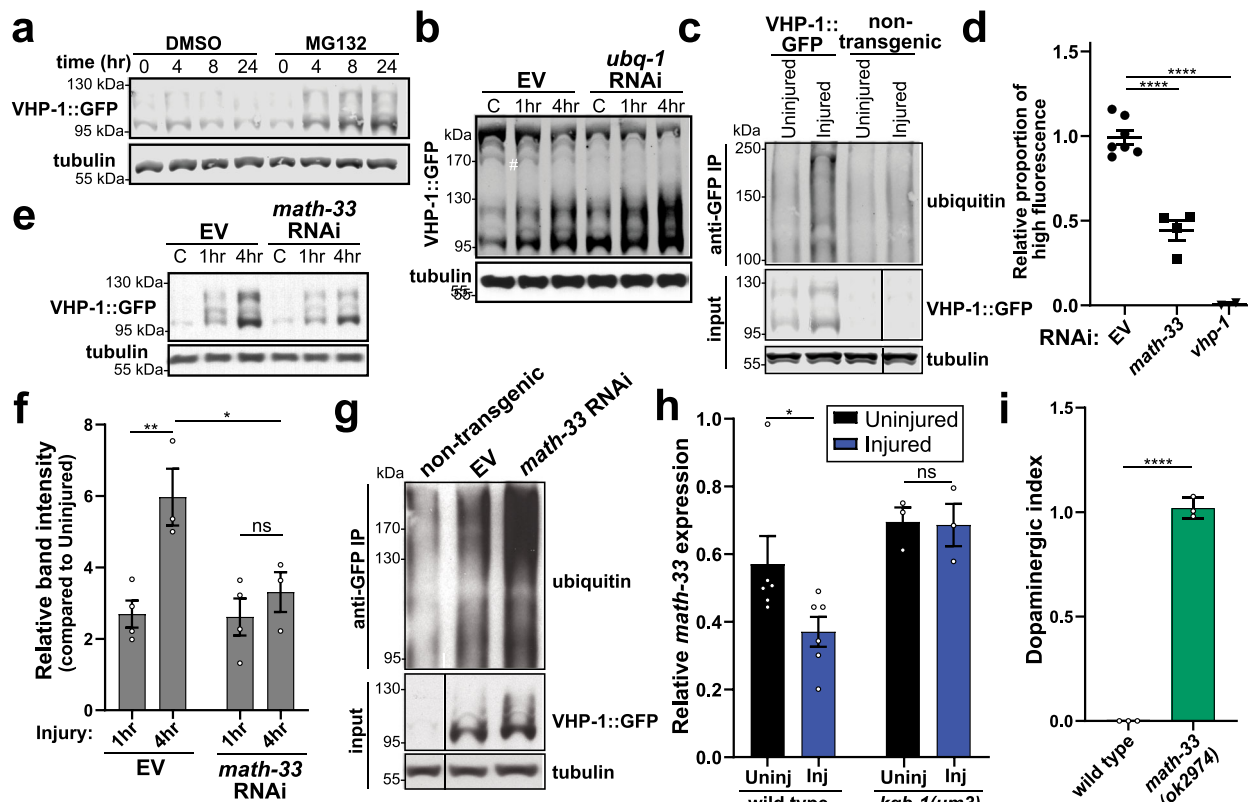 a
DMSO MG132
time (hr) 0 4 8 24 0 4 8 24
130 kDa
VHP-1::GFP
95 kDa
tubulin
55 kDa
b
EV ubq-1 RNAi
C 1hr 4hr C 1hr 4hr
kDa
170
#
130
VHP-1::GFP
95
tubulin
55
55
c
VHP-1::GFP non-transgenic
Uninjured Injured Uninjured Injured
kDa
250
anti-GFP IP
150
ubiquitin
100
130
input
VHP-1::GFP
95
55
tubulin
d
Relative proportion of
high fluorescence
1.5
1.0
0.5
0.0
****
****
RNAi: EV math-33 vhp-1
e
EV math-33 RNAi
C 1hr 4hr C 1hr 4hr
130 kDa
VHP-1::GFP
95 kDa
tubulin
55 kDa
f
Relative band intensity
(compared to Uninjured)
8
6
4
2
0
**
*
ns
Injury: 1hr 4hr 1hr 4hr
EV math-33
RNAi
g
non-transgenic EV math-33 RNAi
kDa
170
130
anti-GFP IP
ubiquitin
95
input
VHP-1::GFP
95
55
tubulin
h
Relative math-33 expression
1.0
0.8
0.6
0.4
0.2
0.0
*
ns
Uninjured
Injured
Uninj Inj Uninj Inj
wild type kgb-1(um3)
i
Dopaminergic index
1.5
1.0
0.5
0.0
****
wild type math-33
(ok2974)